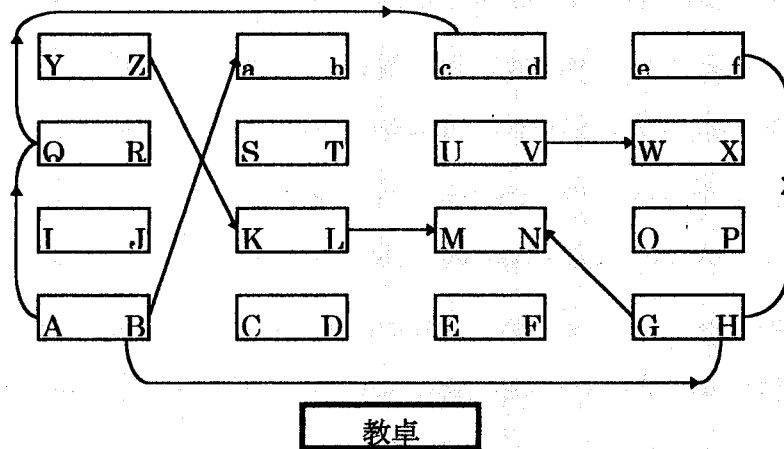 Y Z a b c d e f
Q R S T U V W X
I J K L M N O P
A B C D E F G H
教卓